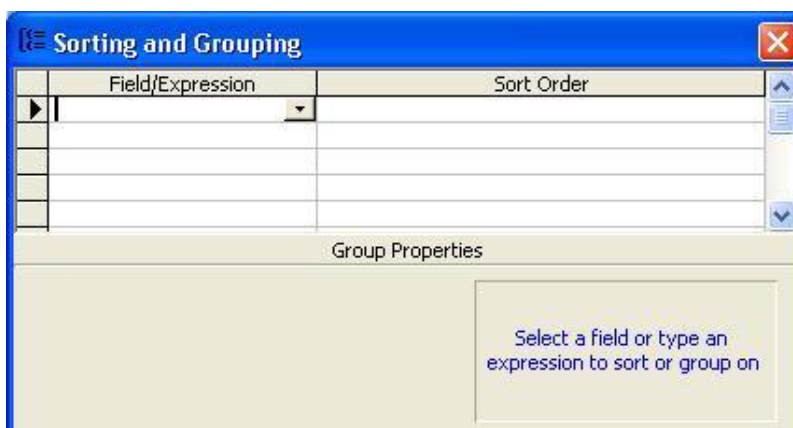 Sorting and Grouping
Field/Expression Sort Order
Group Properties
Select a field or type an
expression to sort or group on